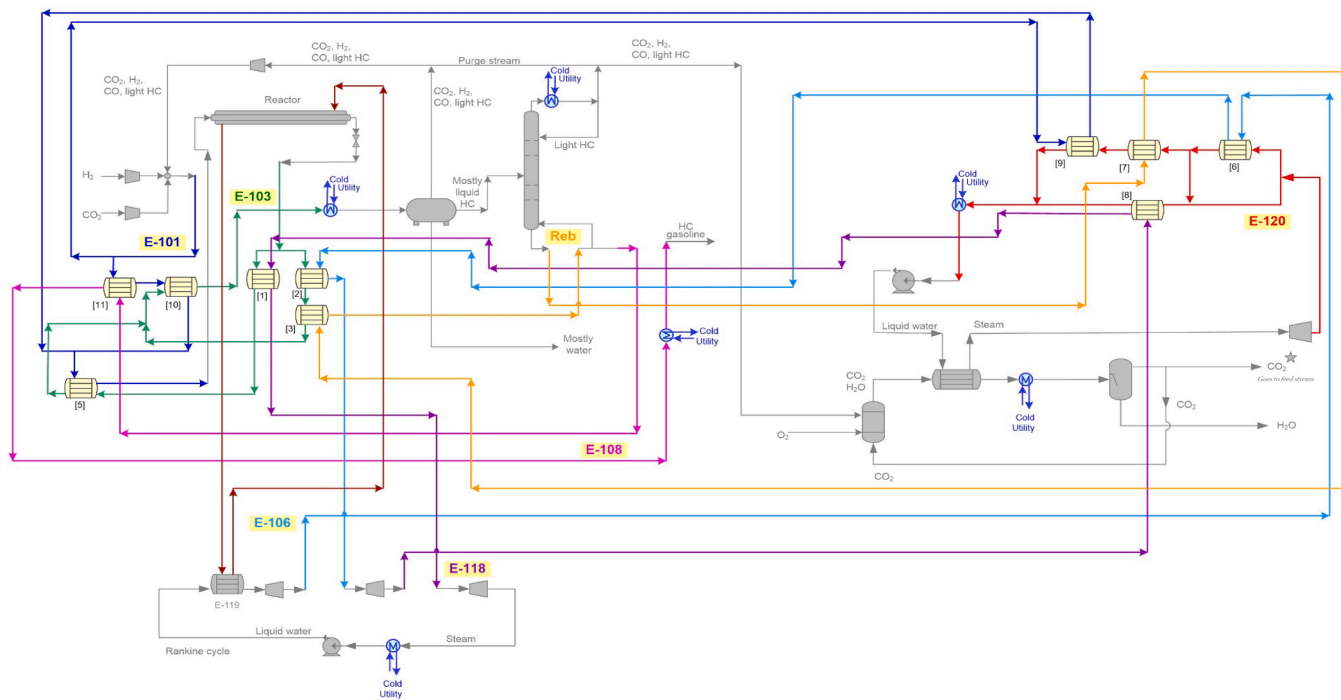 CO₂, H₂,
CO, light HC
CO₂, H₂,
CO, light HC
Purge stream
CO₂, H₂,
CO, light HC
Cold
Utility
CO₂, H₂,
CO, light HC
Reactor
Light HC
H₂
CO₂
Mostly
liquid
HC
E-103
Cold
Utility
M
M
E-101
Reb
HC
gasoline
[11]
[10]
[1]
[2]
[3]
[5]
Mostly
water
M
Cold
Utility
E-108
[9]
[7]
[6]
[8]
E-120
Cold
Utility
M
Liquid water
Steam
CO₂
H₂O
O₂
M
Cold
Utility
CO₂
Goes to feed stream
CO₂
H₂O
CO₂
E-106
E-118
E-119
Liquid water
Steam
M
Rankine cycle
Cold
Utility